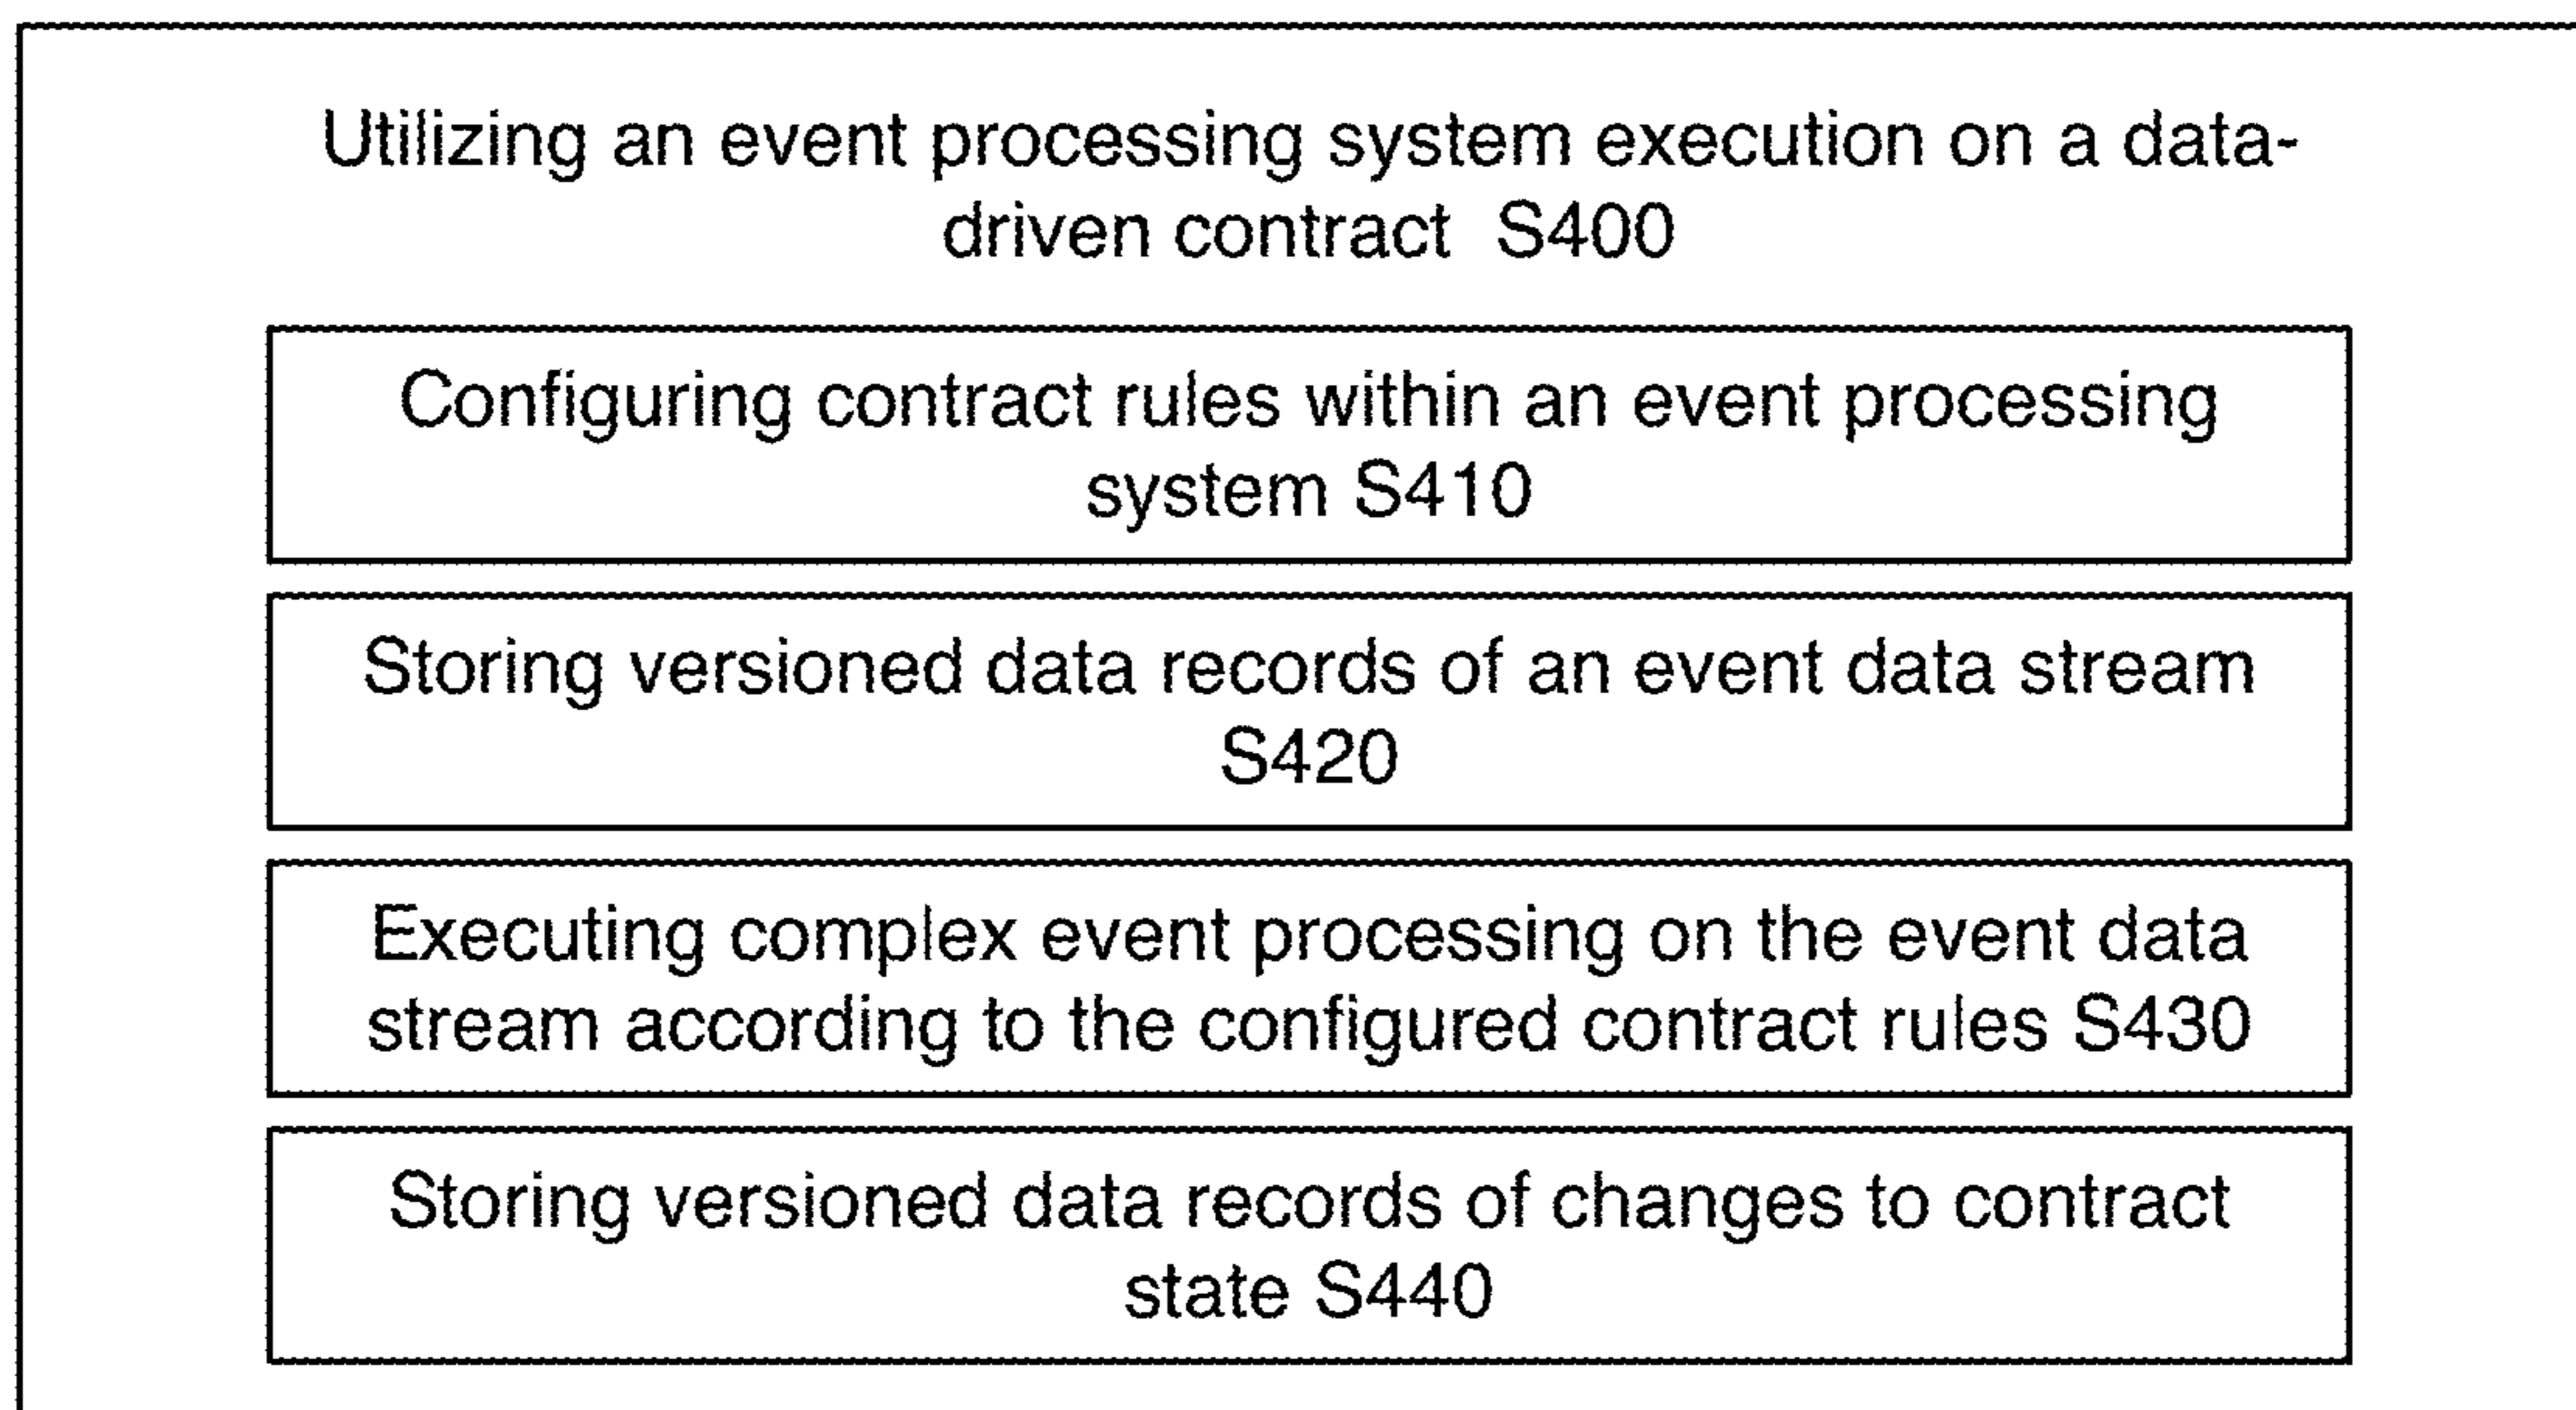 Utilizing an event processing system execution on a data-
driven contract S400
Configuring contract rules within an event processing
system S410
Storing versioned data records of an event data stream
S420
Executing complex event processing on the event data
stream according to the configured contract rules S430
Storing versioned data records of changes to contract
state S440